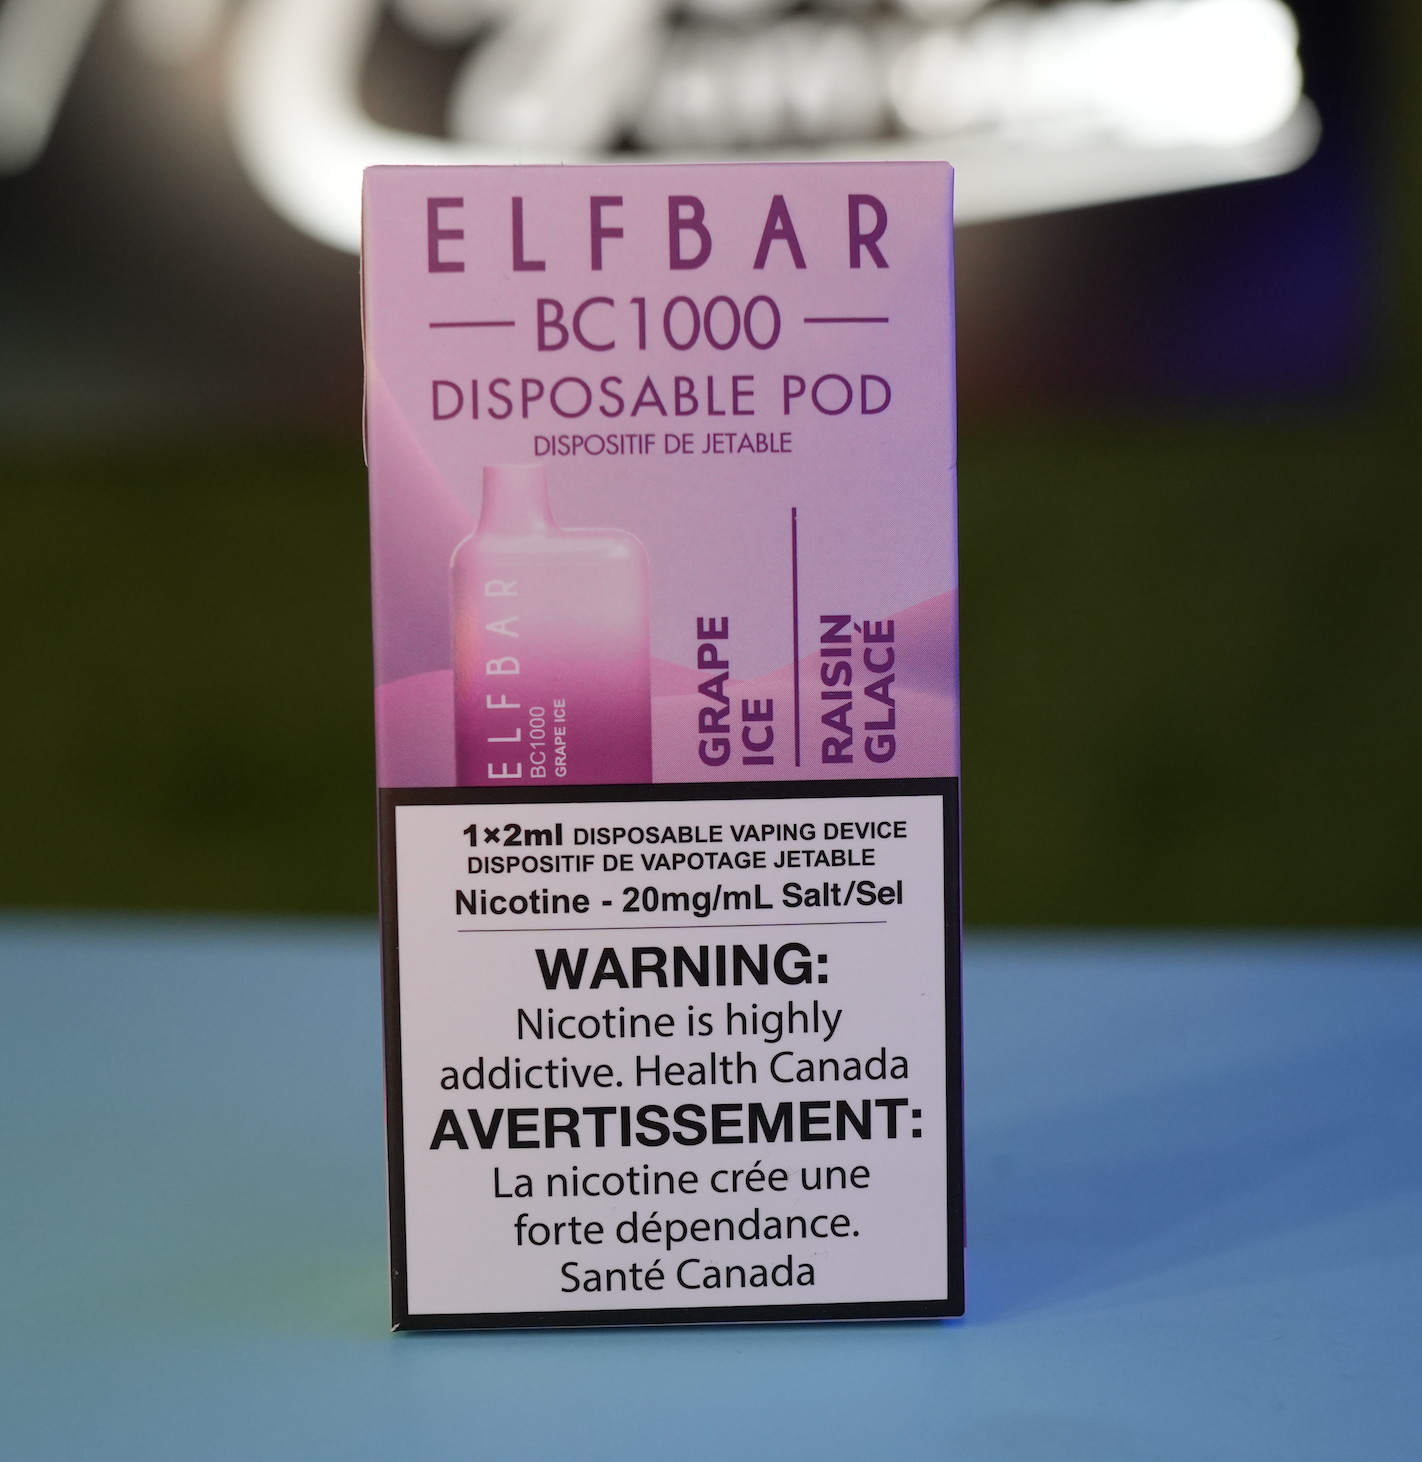 ELFBAR
BC1000
DISPOSABLE POD
DISPOSITIF DE JETABLE
ELFBAR
BC1000
GRAPE ICE
GRAPE
ICE
RAISIN
GLACÉ
1×2ml DISPOSABLE VAPING DEVICE
DISPOSITIF DE VAPOTAGE JETABLE
Nicotine - 20mg/mL Salt/Sel
WARNING:
Nicotine is highly
addictive. Health Canada
AVERTISSEMENT:
La nicotine crée une
forte dépendance.
Santé Canada